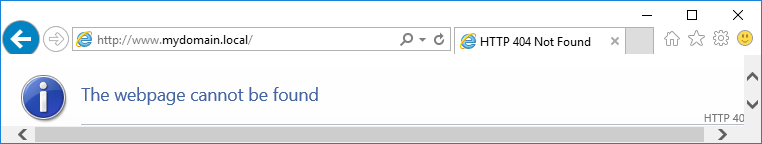 http://www.mydomain.local/
HTTP 404 Not Found
The webpage cannot be found
HTTP 40